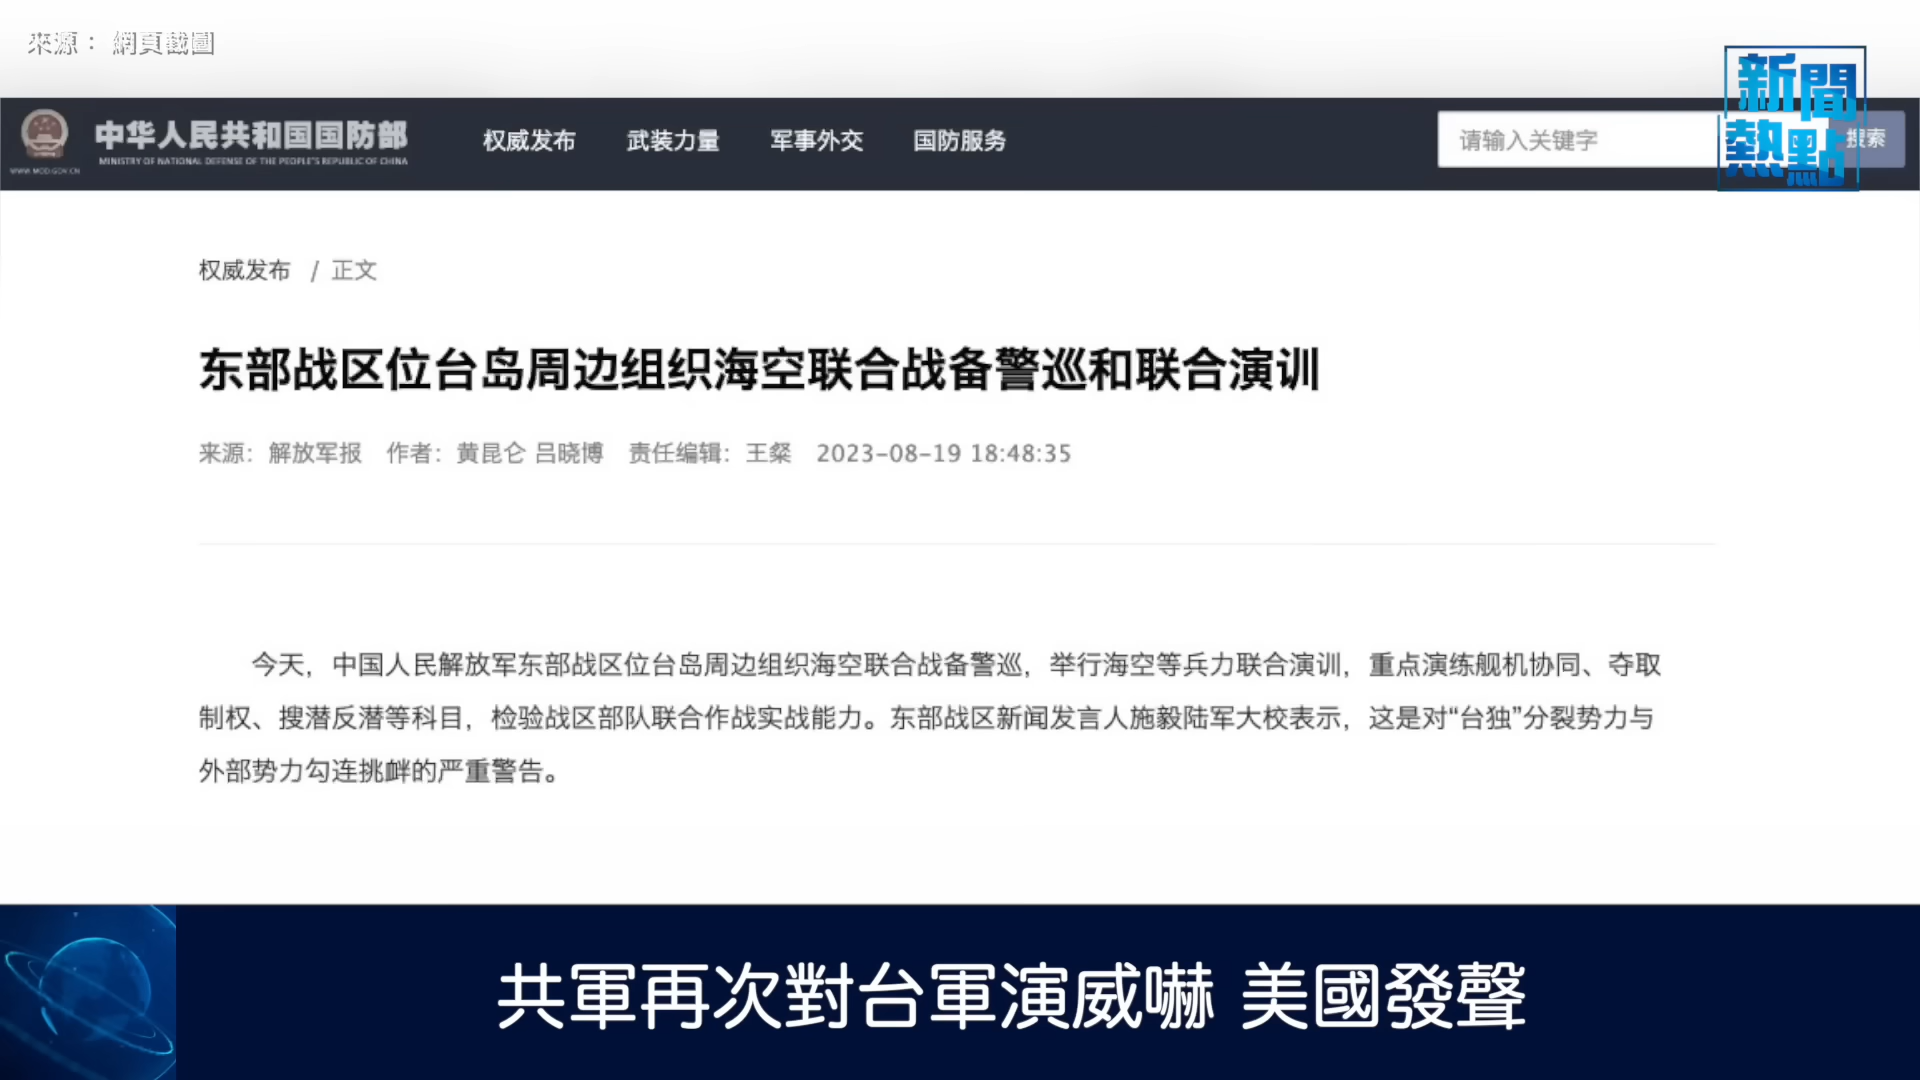 來源：網頁截圖
新聞
熱點
中华人民共和国国防部
MINISTRY OF NATIONAL DEFENSE OF THE PEOPLE'S REPUBLIC OF CHINA
WWW.MOD.GOV.CN
权威发布 武装力量 军事外交 国防服务
请输入关键字
搜索
权威发布 / 正文
东部战区位台岛周边组织海空联合战备警巡和联合演训
来源：解放军报 作者：黄昆仑 吕晓博 责任编辑：王粲 2023-08-19 18:48:35
今天，中国人民解放军东部战区位台岛周边组织海空联合战备警巡，举行海空等兵力联合演训，重点演练舰机协同、夺取
制权、搜潜反潜等科目，检验战区部队联合作战实战能力。东部战区新闻发言人施毅陆军大校表示，这是对“台独”分裂势力与
外部势力勾连挑衅的严重警告。
共軍再次對台軍演威嚇 美國發聲